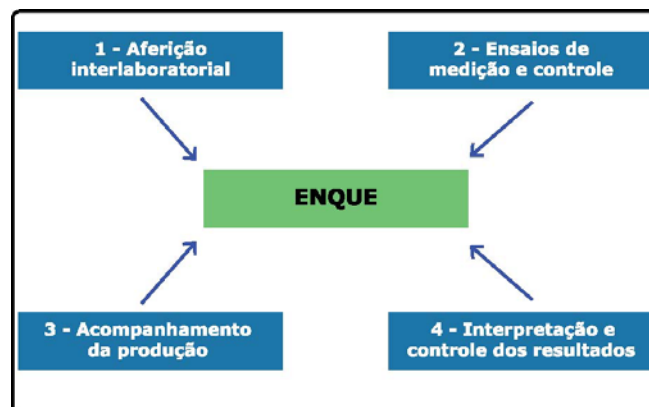 1 - Aferição
interlaboratorial
2 - Ensaios de
medição e controle
ENQUE
3 - Acompanhamento
da produção
4 - Interpretação e
controle dos resultados